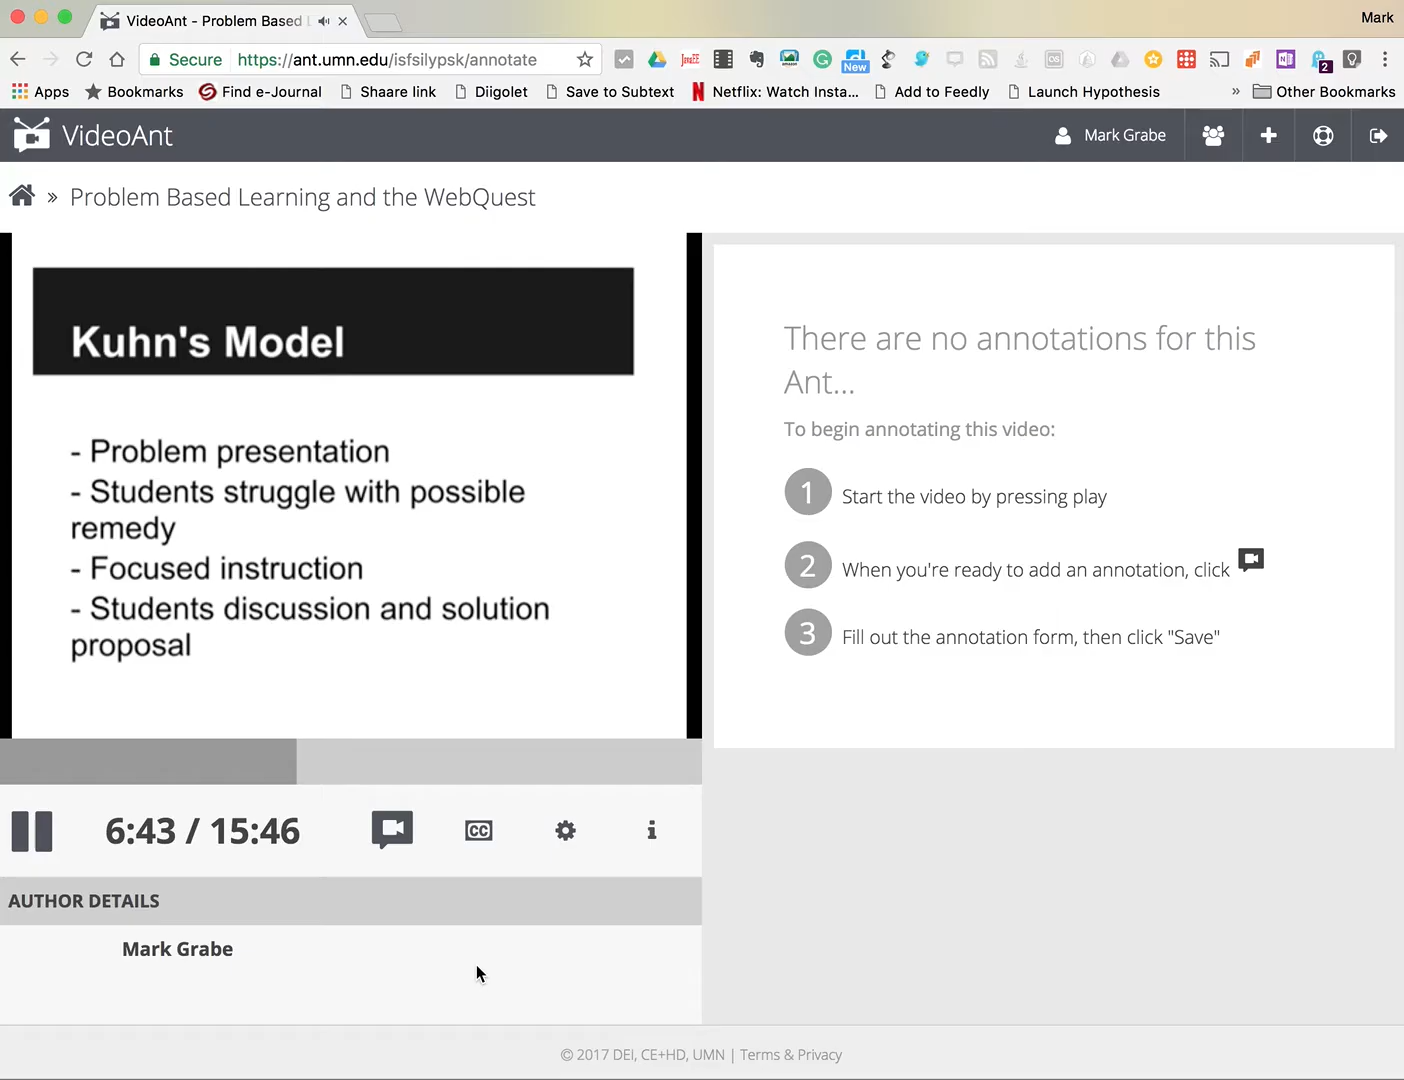 VideoAnt - Problem Based L
Mark
Secure https://ant.umn.edu/isfsilypsk/annotate
New
2
Apps Bookmarks Find e-Journal Shaare link Diigolet Save to Subtext Netflix: Watch Insta... Add to Feedly Launch Hypothesis » Other Bookmarks
VideoAnt
Mark Grabe
» Problem Based Learning and the WebQuest
Kuhn's Model
- Problem presentation
- Students struggle with possible
remedy
- Focused instruction
- Students discussion and solution
proposal
There are no annotations for this
Ant...
To begin annotating this video:
1 Start the video by pressing play
2 When you're ready to add an annotation, click
3 Fill out the annotation form, then click "Save"
6:43 / 15:46
CC
AUTHOR DETAILS
Mark Grabe
© 2017 DEI, CE+HD, UMN | Terms & Privacy